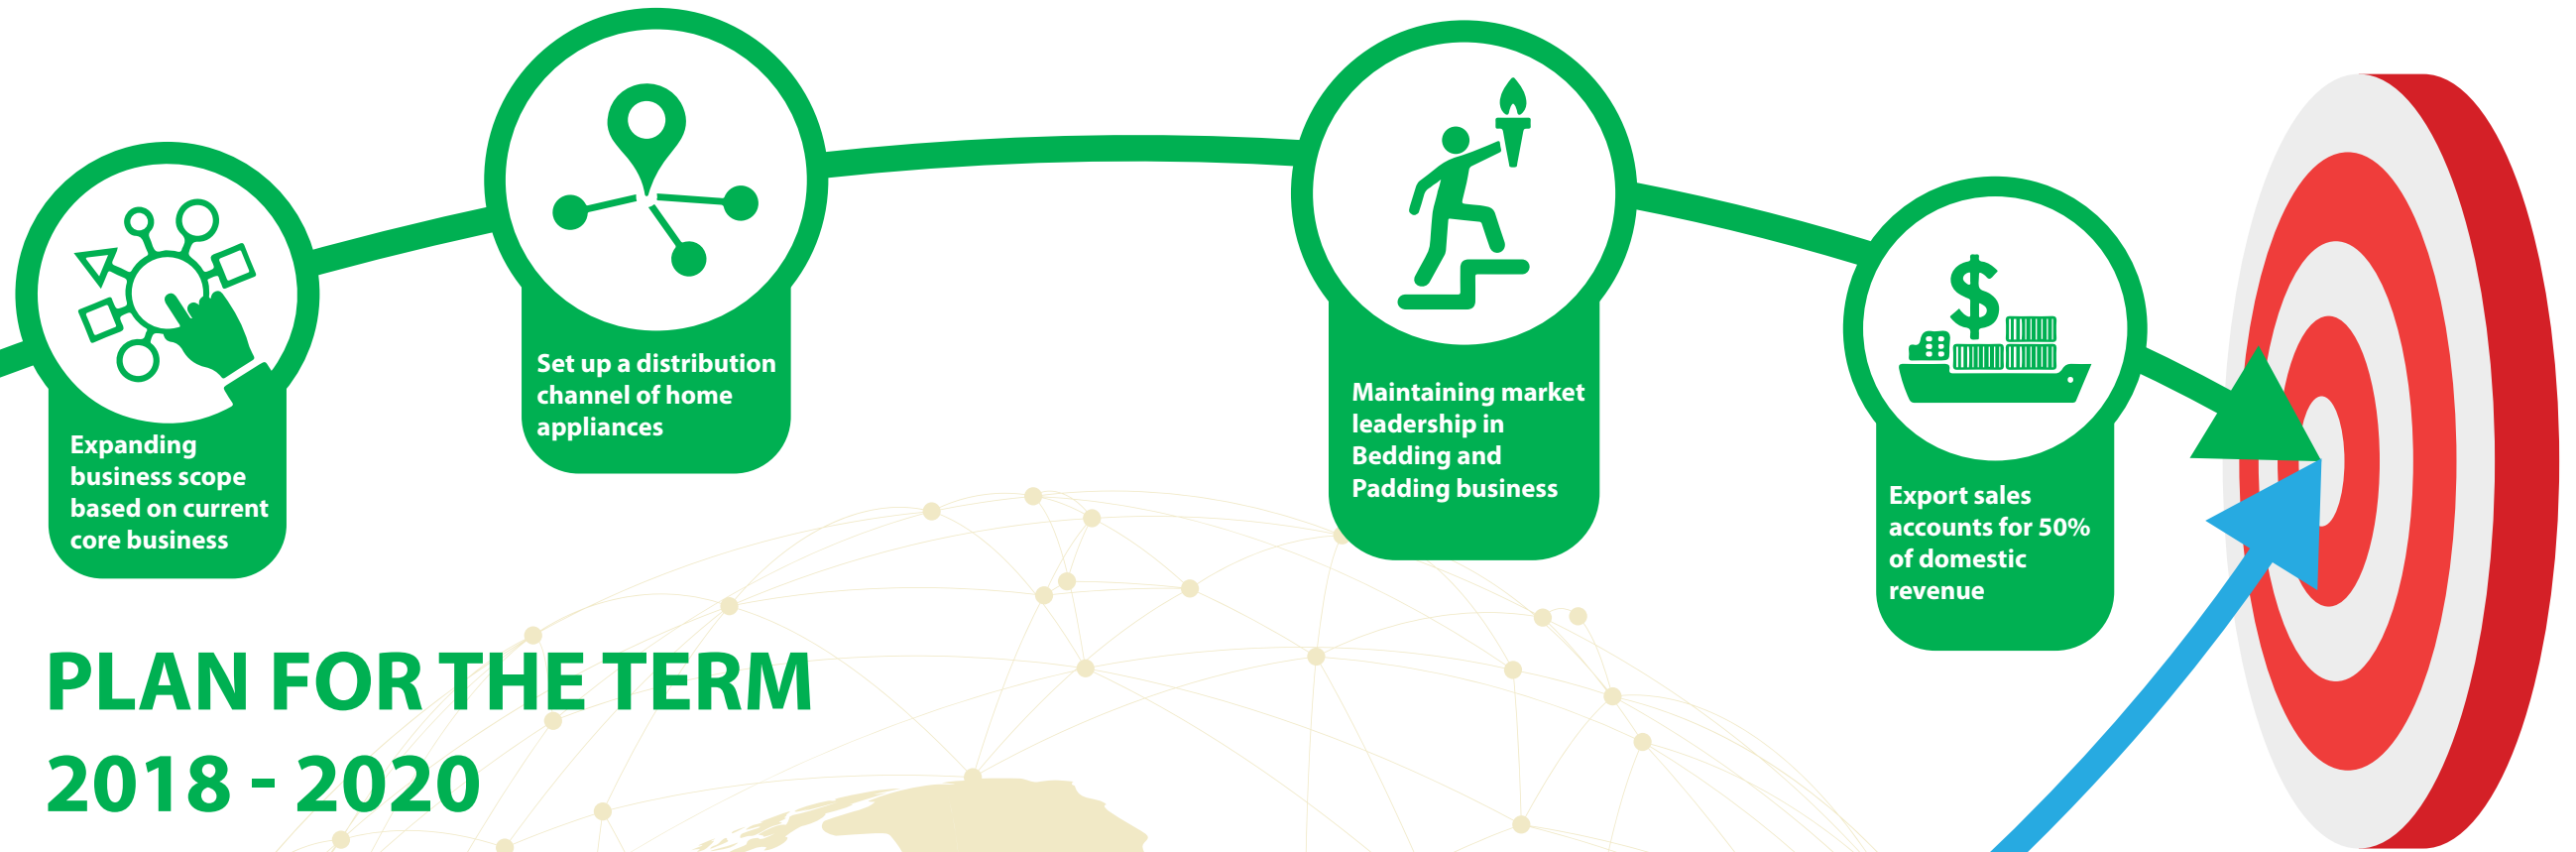 Expanding
business scope
based on current
core business
Set up a distribution
channel of home
appliances
Maintaining market
leadership in
Bedding and
Padding business
Export sales
accounts for 50%
of domestic
revenue
PLAN FOR THE TERM
2018 - 2020